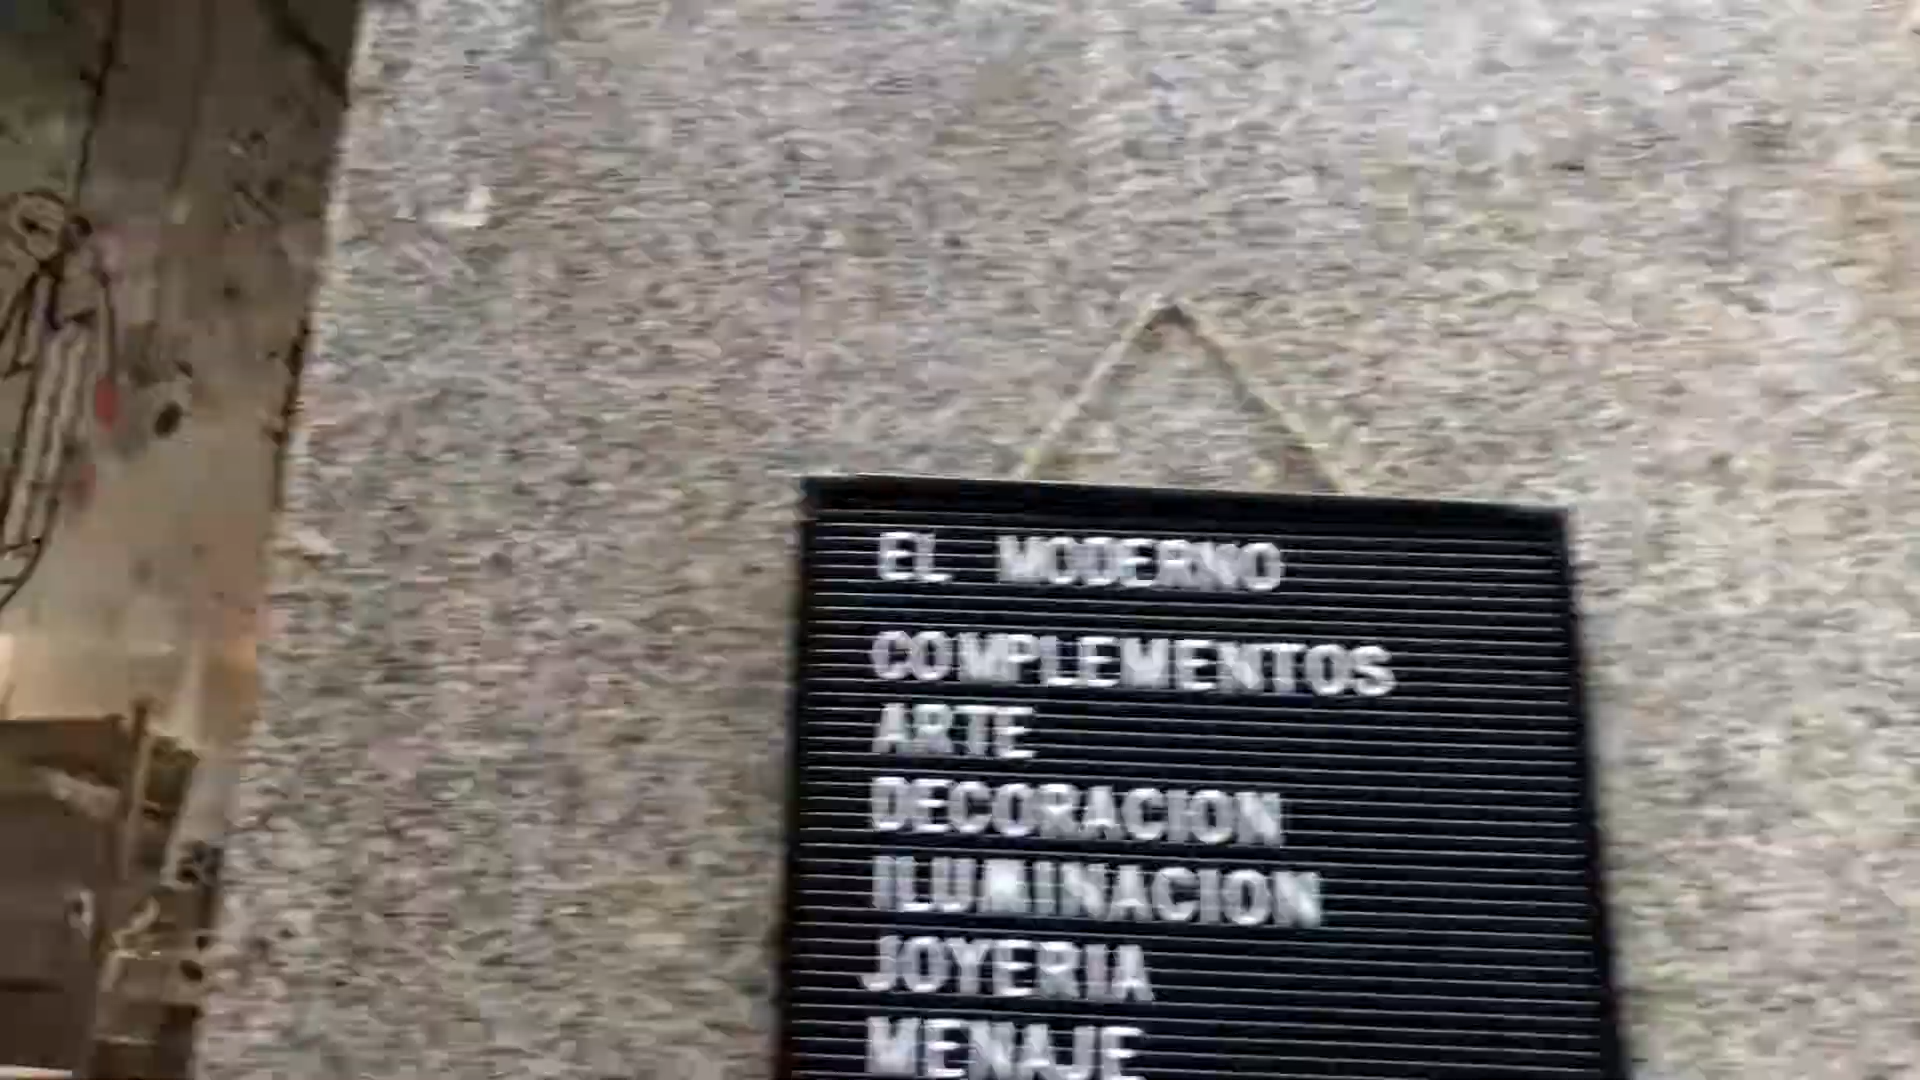 EL MODERNO
COMPLEMENTOS
ARTE
DECORACION
ILUMINACION
JOYERIA
MENAJE